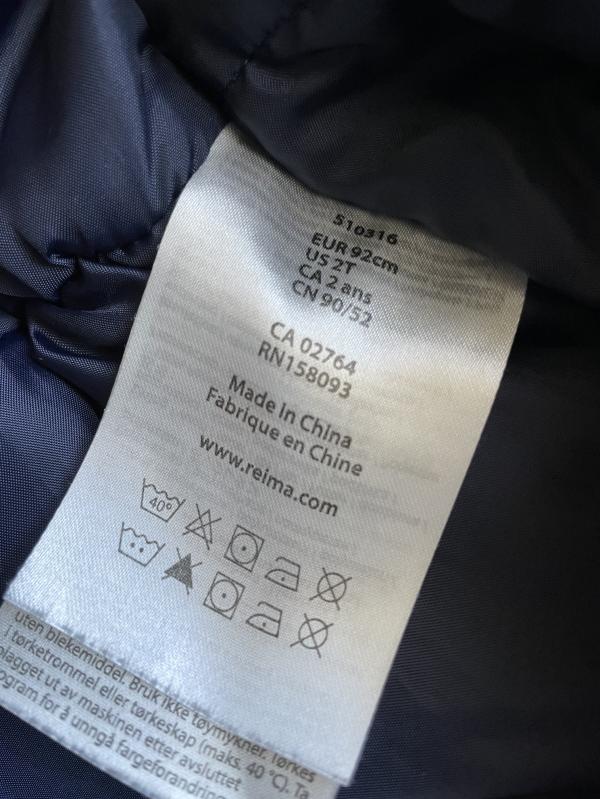 510316
EUR 92cm
US 2T
CA 2 ans
CN 90/52
CA 02764
RN158093
Made in China
Fabrique en Chine
www.reima.com
40°
uten blekemiddel. Bruk ikke tøymykner. Tørkes
i tørketrommel eller tørkeskap (maks. 40 °C). Ta
plagget ut av maskinen etter avsluttet
program for å unngå fargeforandring